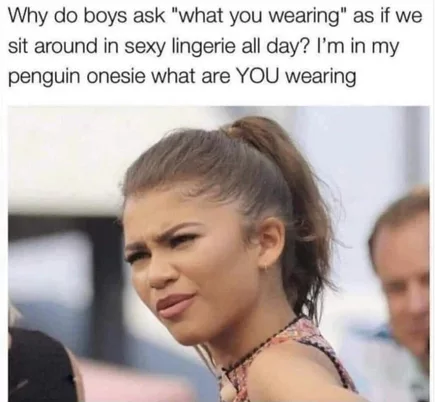 Why do boys ask "what you wearing" as if we
sit around in sexy lingerie all day? I'm in my
penguin onesie what are YOU wearing